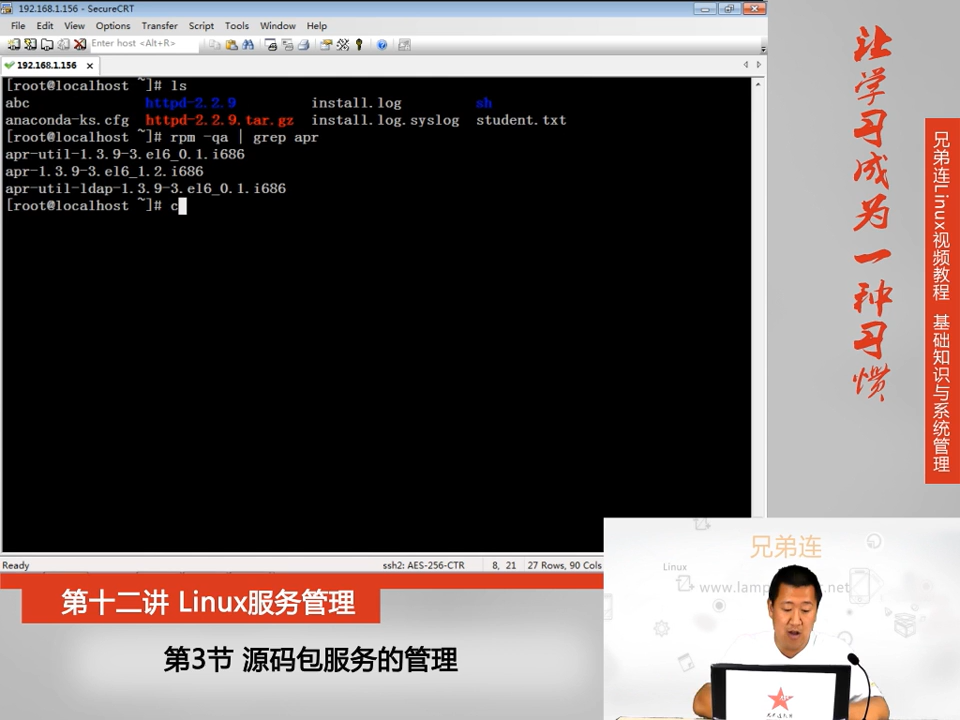 192.168.1.156 - SecureCRT
File Edit View Options Transfer Script Tools Window Help
Enter host <Alt+R>
192.168.1.156
[root@localhost ~]# ls
abc httpd-2.2.9 install.log sh
anaconda-ks.cfg httpd-2.2.9.tar.gz install.log.syslog student.txt
[root@localhost ~]# rpm -qa | grep apr
apr-util-1.3.9-3.el6_0.1.i686
apr-1.3.9-3.el6_1.2.i686
apr-util-ldap-1.3.9-3.el6_0.1.i686
[root@localhost ~]# c
Ready ssh2: AES-256-CTR 8, 21 27 Rows, 90 Cols
让学习成为一种习惯
兄弟连Linux视频教程 基础知识与系统管理
第十二讲 Linux服务管理
第3节 源码包服务的管理
兄弟连
Linux
www.lamp
.net